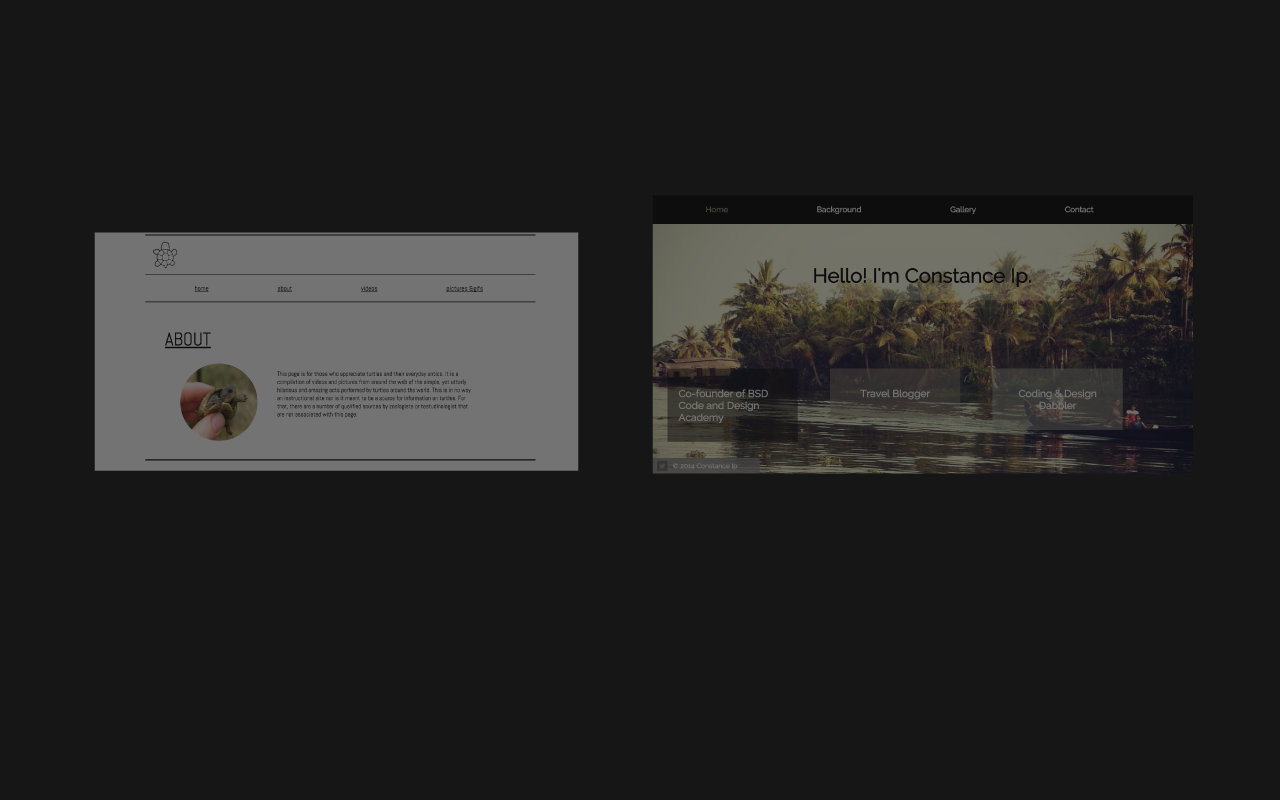 home about videos pictures &gifs
ABOUT
This page is for those who appreciate turtles and their everyday antics. It is a
compilation of videos and pictures from around the web of the simple, yet utterly
hilarious and amazing acts performed by turtles around the world. This is in no way
an instructional site nor is it meant to be a source for information on turtles. For
that, there are a number of qualified sources by zoologists or testudinologist that
are not associated with this page.
Home Background Gallery Contact
Hello! I'm Constance Ip.
Co-founder of BSD
Code and Design
Academy
Travel Blogger
Coding & Design
Dabbler
© 2014 Constance Ip